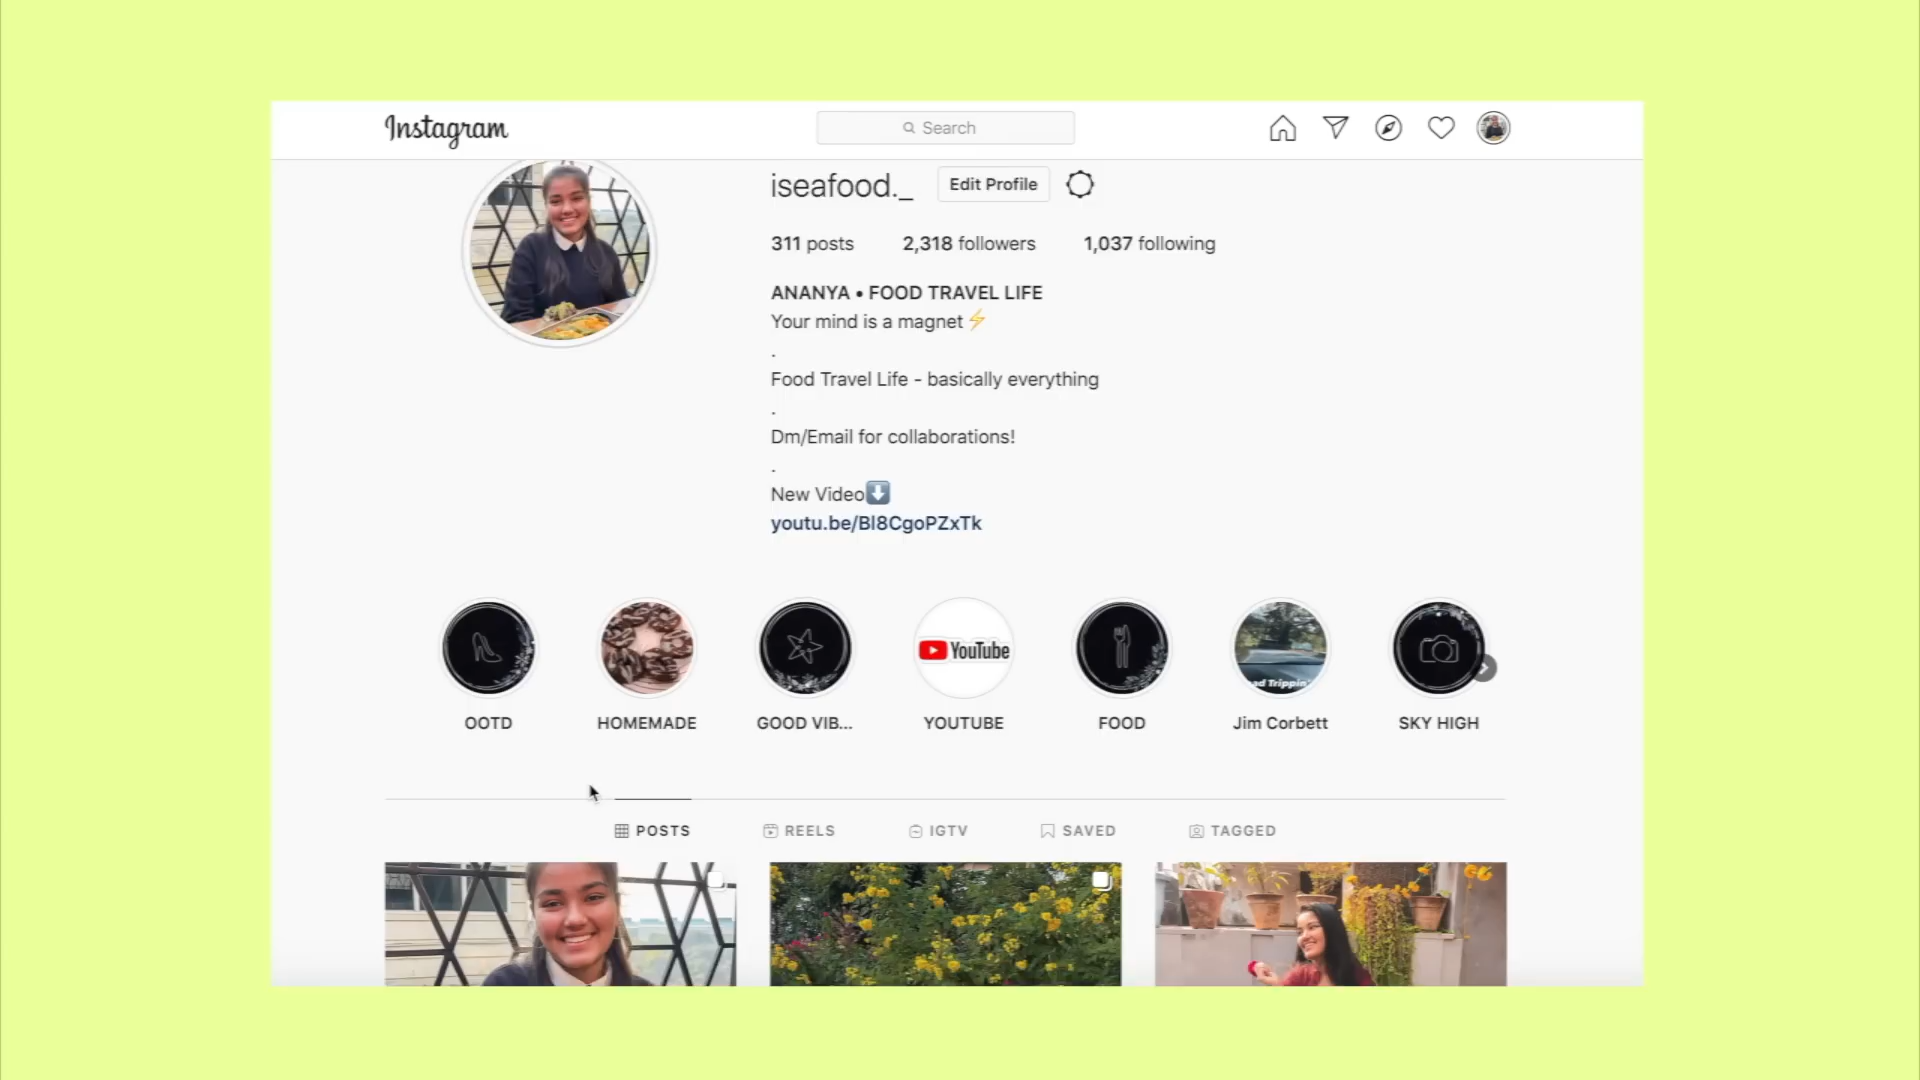 Instagram
Search
iseafood._
Edit Profile
311 posts 2,318 followers 1,037 following
ANANYA • FOOD TRAVEL LIFE
Your mind is a magnet⚡
.
Food Travel Life - basically everything
.
Dm/Email for collaborations!
.
New Video⬇️
youtu.be/Bl8CgoPZxTk
YouTube
ad Trippin'
OOTD HOMEMADE GOOD VIB... YOUTUBE FOOD Jim Corbett SKY HIGH
POSTS REELS IGTV SAVED TAGGED